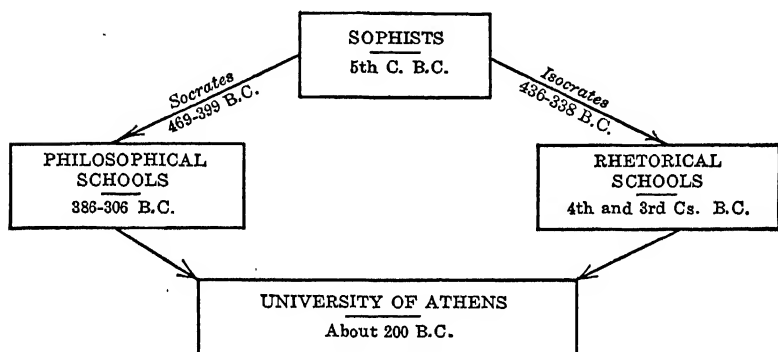 SOPHISTS
5th C. B.C.
Socrates
469-399 B.C.
Isocrates
436-338 B.C.
PHILOSOPHICAL
SCHOOLS
386-306 B.C.
RHETORICAL
SCHOOLS
4th and 3rd Cs. B.C.
UNIVERSITY OF ATHENS
About 200 B.C.